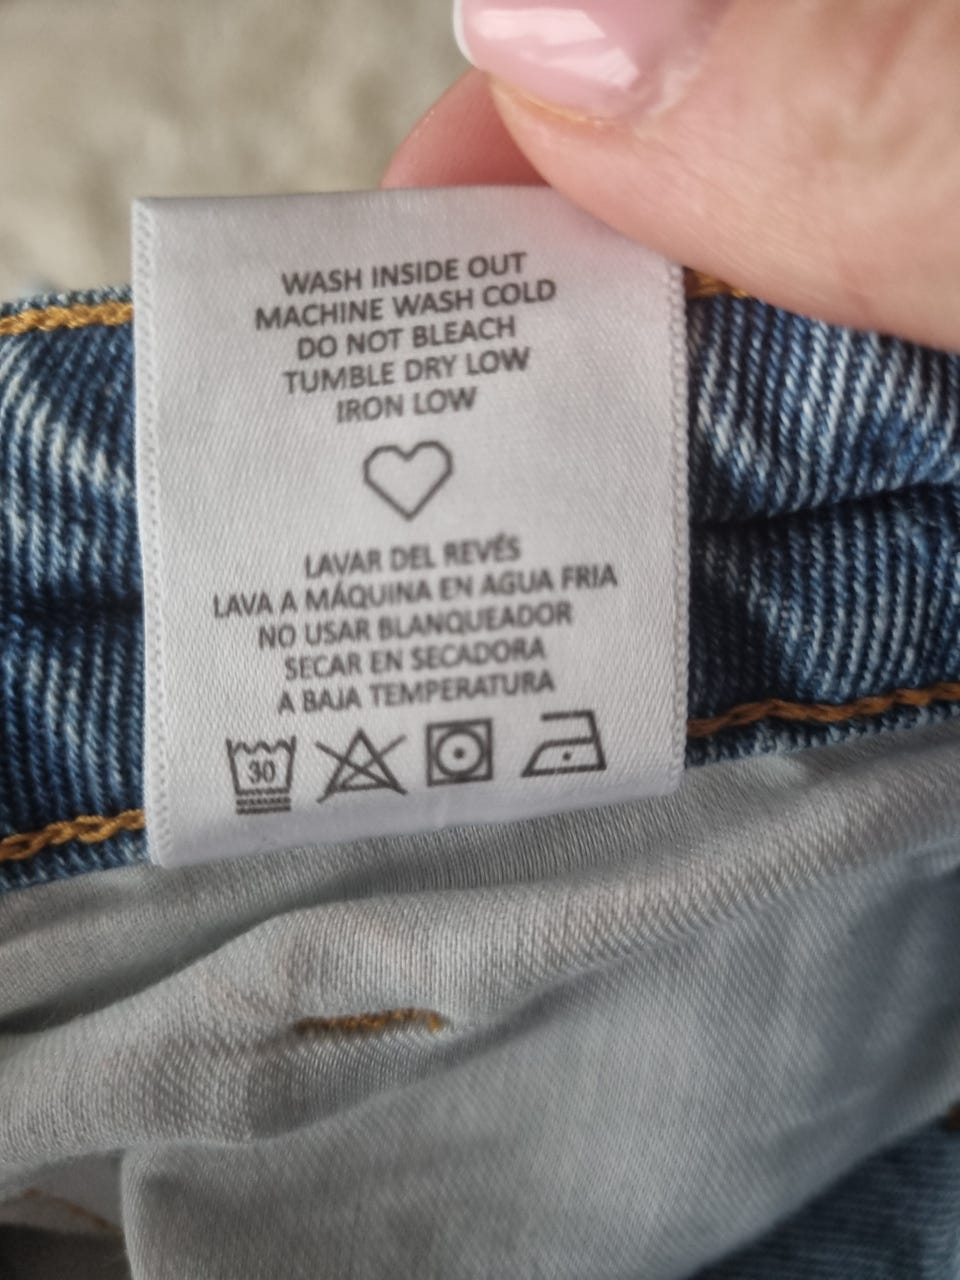 WASH INSIDE OUT
MACHINE WASH COLD
DO NOT BLEACH
TUMBLE DRY LOW
IRON LOW
LAVAR DEL REVÉS
LAVA A MÁQUINA EN AGUA FRIA
NO USAR BLANQUEADOR
SECAR EN SECADORA
A BAJA TEMPERATURA
30